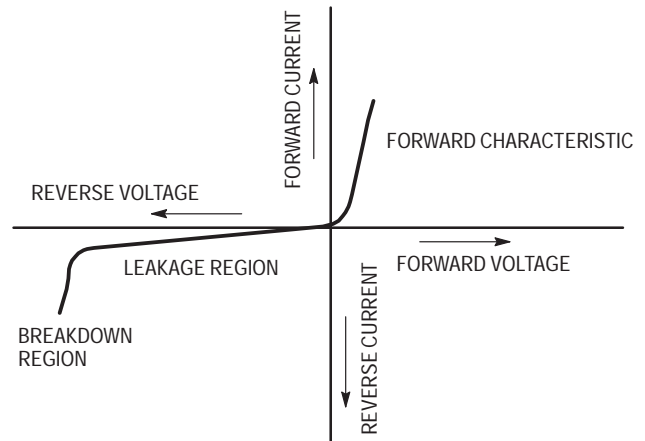 FORWARD CURRENT
FORWARD CHARACTERISTIC
REVERSE VOLTAGE
LEAKAGE REGION
FORWARD VOLTAGE
BREAKDOWN
REGION
REVERSE CURRENT